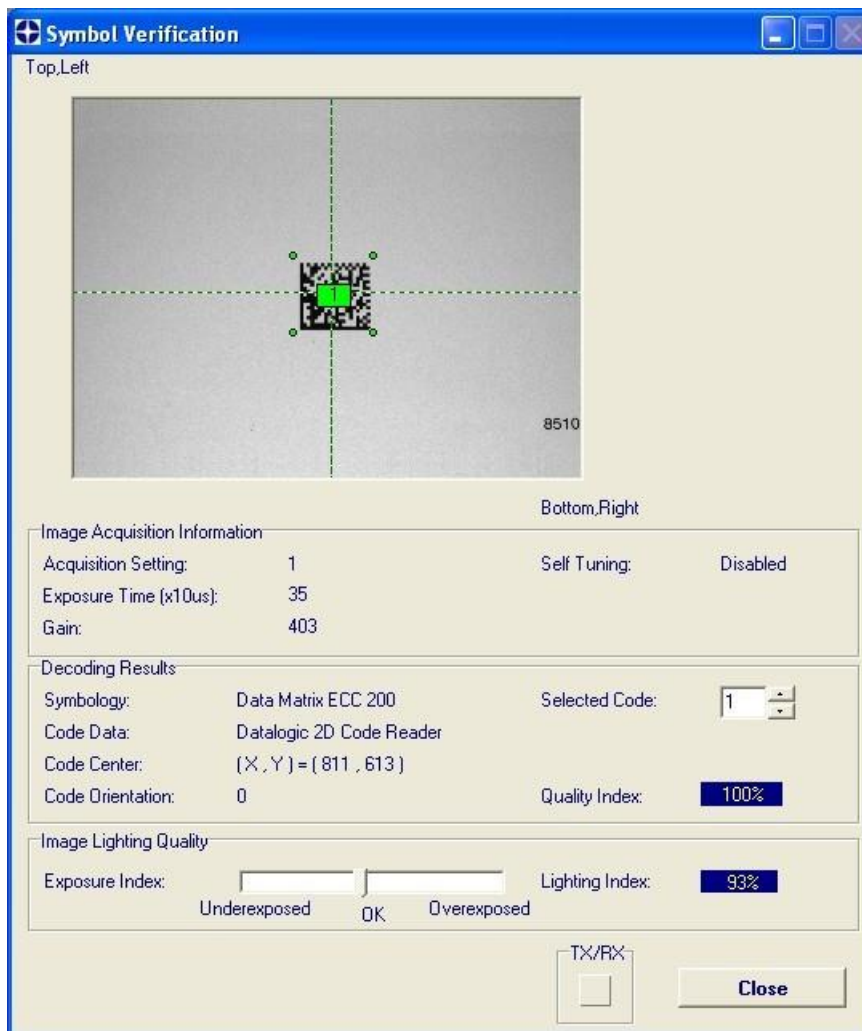 Symbol Verification
Top,Left
1
8510
Bottom,Right
Image Acquisition Information
Acquisition Setting: 1 Self Tuning: Disabled
Exposure Time (x10us): 35
Gain: 403
Decoding Results
Symbology: Data Matrix ECC 200 Selected Code: 1
Code Data: Datalogic 2D Code Reader
Code Center: ( X , Y ) = ( 811 , 613 )
Code Orientation: 0 Quality Index: 100%
Image Lighting Quality
Exposure Index: Lighting Index: 93%
Underexposed OK Overexposed
TX/RX
Close